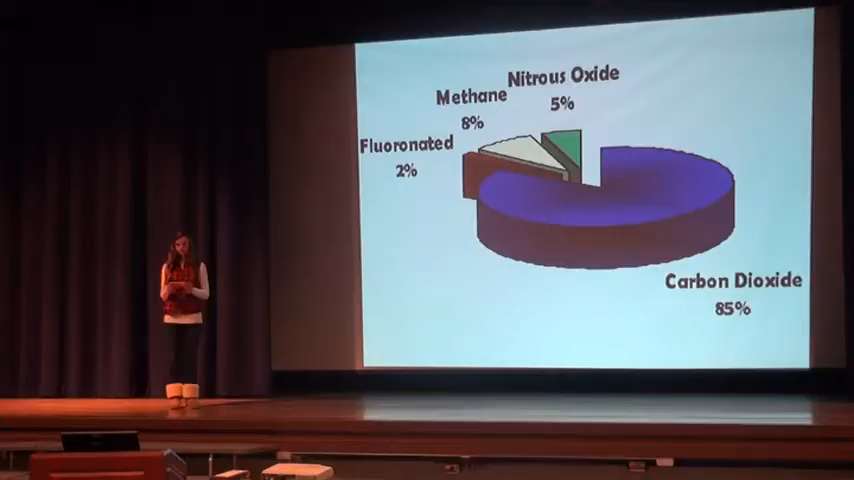 Nitrous Oxide
5%
Methane
8%
Fluoronated
2%
Carbon Dioxide
85%